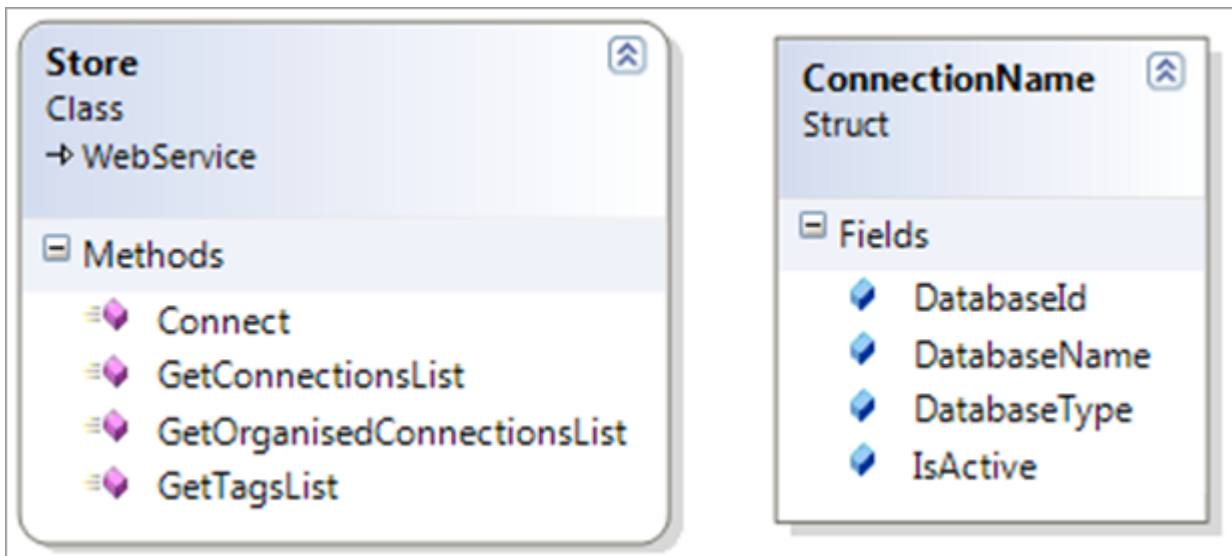 Store
Class
WebService
Methods
Connect
GetConnectionsList
GetOrganisedConnectionsList
GetTagsList
ConnectionName
Struct
Fields
DatabaseId
DatabaseName
DatabaseType
IsActive